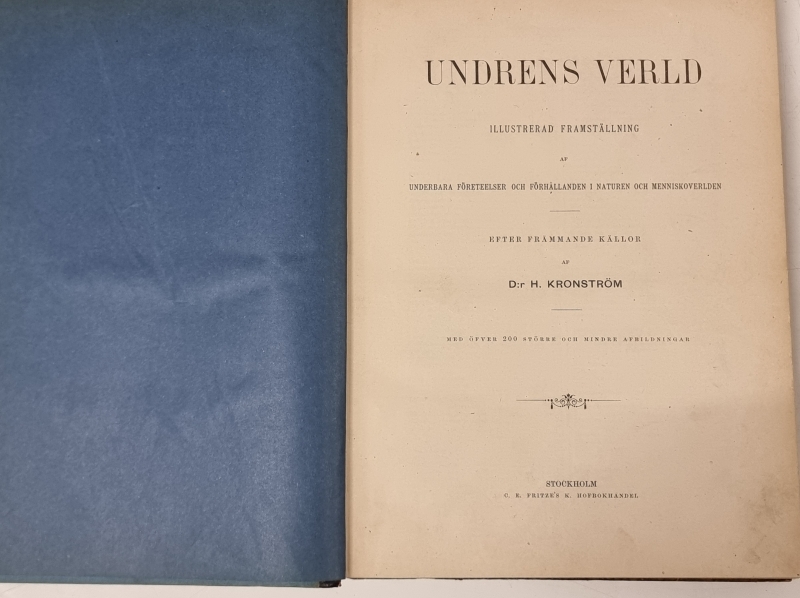 UNDRENS VERLD
ILLUSTRERAD FRAMSTÄLLNING
AF
UNDERBARA FÖRETEELSER OCH FÖRHÅLLANDEN I NATUREN OCH MENNISKOVERLDEN
EFTER FRÄMMANDE KÄLLOR
AF
D:r H. KRONSTRÖM
MED ÖFVER 200 STÖRRE OCH MINDRE AFBILDNINGAR
STOCKHOLM
C. E. FRITZE'S K. HOFBOKHANDEL